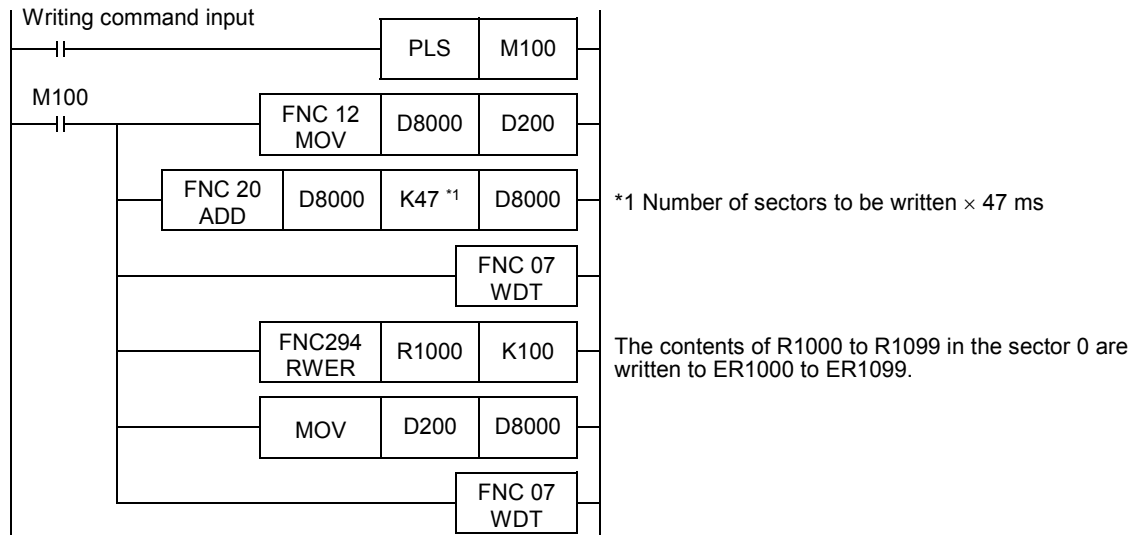 Writing command input
PLS M100
M100
FNC 12
MOV D8000 D200
FNC 20
ADD D8000 K47 *1 D8000
*1 Number of sectors to be written × 47 ms
FNC 07
WDT
FNC294
RWER R1000 K100
The contents of R1000 to R1099 in the sector 0 are
written to ER1000 to ER1099.
MOV D200 D8000
FNC 07
WDT